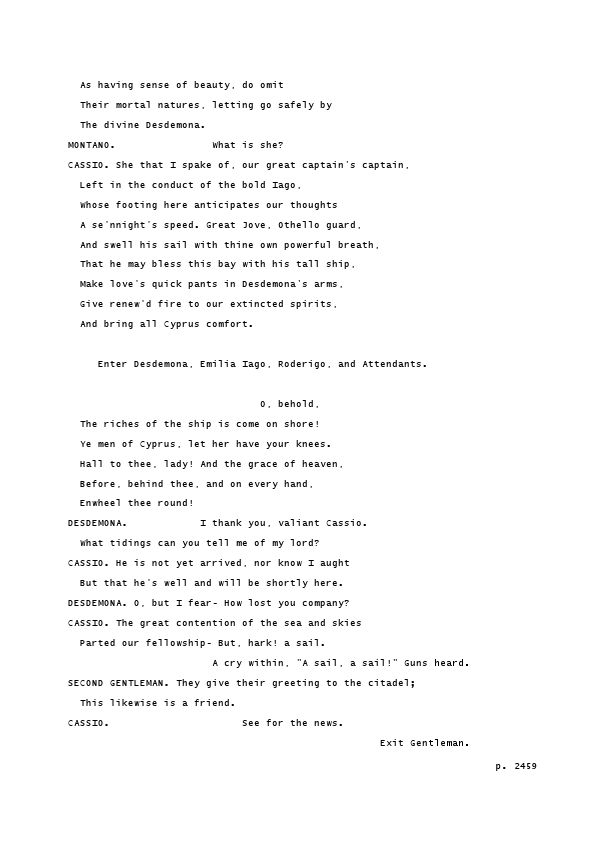 As having sense of beauty, do omit
Their mortal natures, letting go safely by
The divine Desdemona.
MONTANO. What is she?
CASSIO. She that I spake of, our great captain's captain,
Left in the conduct of the bold Iago,
Whose footing here anticipates our thoughts
A se'nnight's speed. Great Jove, Othello guard,
And swell his sail with thine own powerful breath,
That he may bless this bay with his tall ship,
Make love's quick pants in Desdemona's arms,
Give renew'd fire to our extincted spirits,
And bring all Cyprus comfort.
Enter Desdemona, Emilia Iago, Roderigo, and Attendants.
O, behold,
The riches of the ship is come on shore!
Ye men of Cyprus, let her have your knees.
Hall to thee, lady! And the grace of heaven,
Before, behind thee, and on every hand,
Enwheel thee round!
DESDEMONA. I thank you, valiant Cassio.
What tidings can you tell me of my lord?
CASSIO. He is not yet arrived, nor know I aught
But that he's well and will be shortly here.
DESDEMONA. O, but I fear- How lost you company?
CASSIO. The great contention of the sea and skies
Parted our fellowship- But, hark! a sail.
A cry within, "A sail, a sail!" Guns heard.
SECOND GENTLEMAN. They give their greeting to the citadel;
This likewise is a friend.
CASSIO. See for the news.
Exit Gentleman.
p. 2459